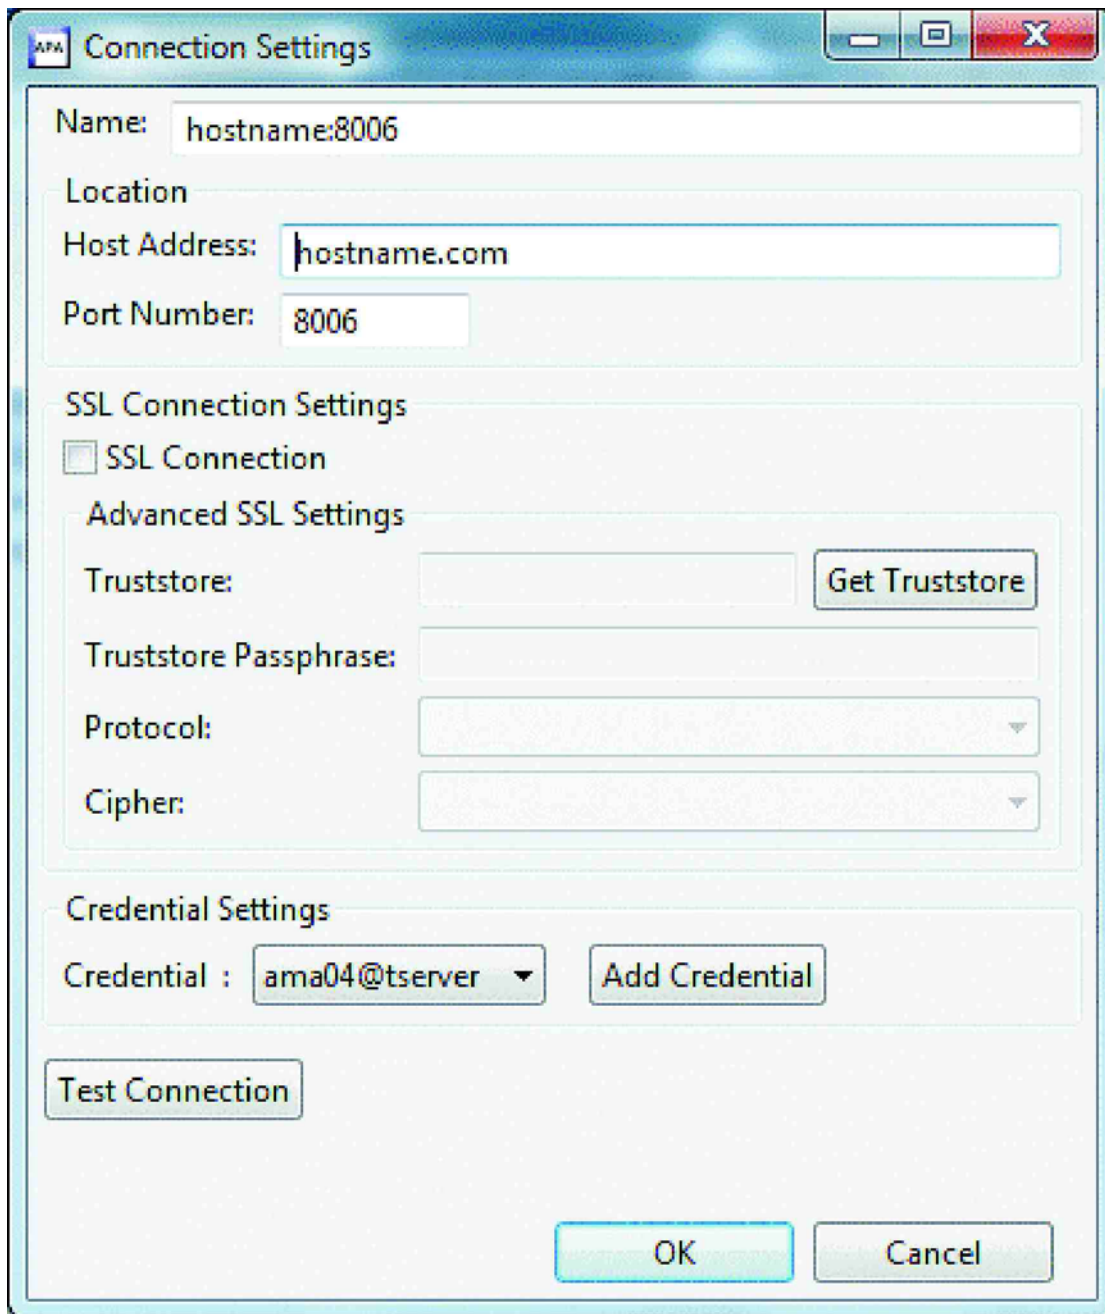 APA Connection Settings
Name: hostname:8006
Location
Host Address: hostname.com
Port Number: 8006
SSL Connection Settings
SSL Connection
Advanced SSL Settings
Truststore: Get Truststore
Truststore Passphrase:
Protocol:
Cipher:
Credential Settings
Credential : ama04@tserver Add Credential
Test Connection
OK Cancel